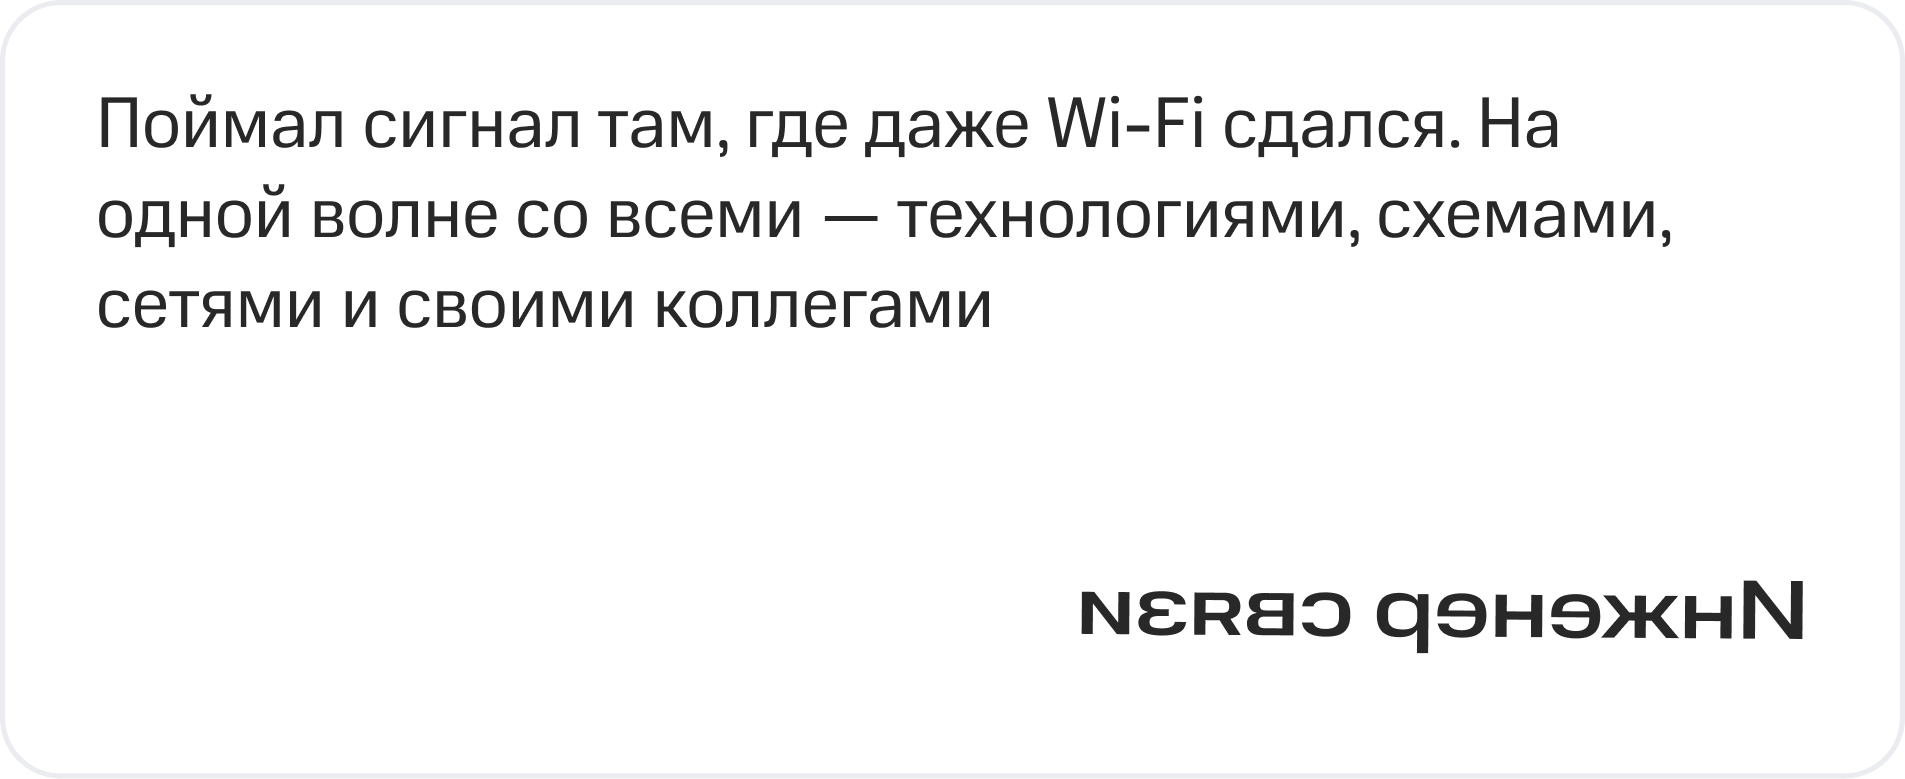 Поймал сигнал там, где даже Wi-Fi сдался. На
одной волне со всеми — технологиями, схемами,
сетями и своими коллегами
Инженер связи